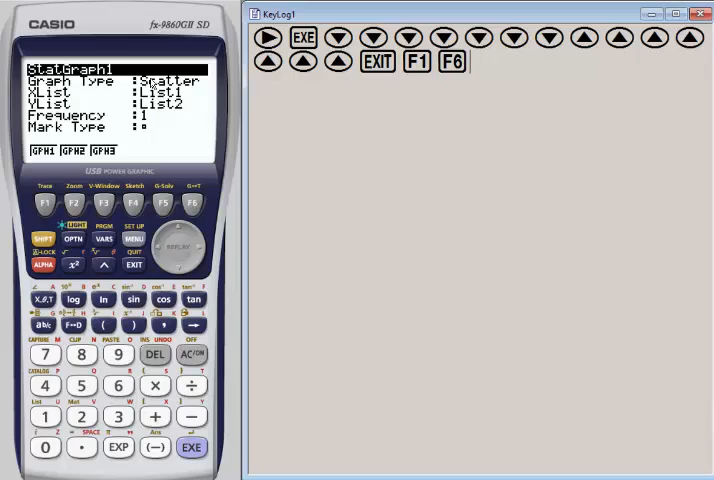 CASIO fx-9860GII SD
StatGraph1
Graph Type :Scatter
XList :List1
YList :List2
Frequency :1
Mark Type :▫
GPH1 GPH2 GPH3
USB POWER GRAPHIC
Trace Zoom V-Window Sketch G-Solv G↔T
F1 F2 F3 F4 F5 F6
LIGHT PRGM SET UP
SHIFT OPTN VARS MENU
REPLAY
A-LOCK QUIT
ALPHA x² ^ EXIT
X,θ,T log ln sin cos tan
ab/c F↔D ( ) , →
CAPTURE M CLIP N PASTE O INS UNDO OFF
7 8 9 DEL AC/ON
CATALOG P Q R { S } T
4 5 6 × ÷
List U Mat V W [ X ] Y
1 2 3 + −
i Z = SPACE π " Ans ↵
0 . EXP (−) EXE
KeyLog1
▶ EXE ▼ ▼ ▼ ▼ ▼ ▼ ▼ ▲ ▲ ▲ ▲
▲ ▲ ▲ EXIT F1 F6